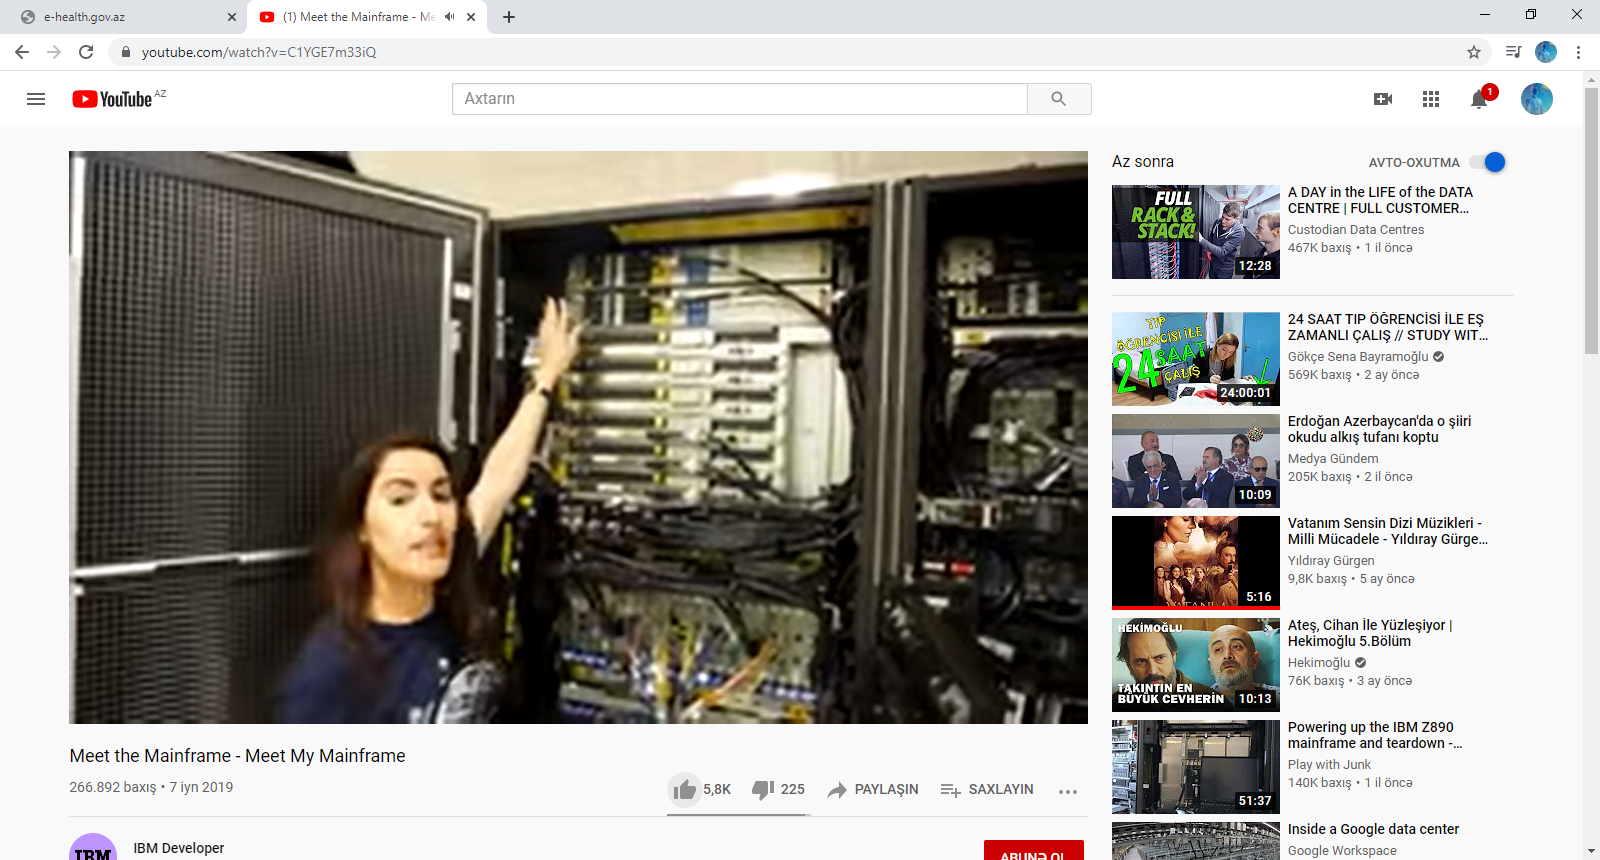 e-health.gov.az
(1) Meet the Mainframe - Me
youtube.com/watch?v=C1YGE7m33iQ
YouTube AZ
Axtarın
1
Az sonra
AVTO-OXUTMA
FULL
RACK &
STACK!
12:28
A DAY in the LIFE of the DATA
CENTRE | FULL CUSTOMER...
Custodian Data Centres
467K baxış • 1 il öncə
TIP
ÖĞRENCİSİ İLE
24 SAAT
ÇALIŞ
24:00:01
24 SAAT TIP ÖĞRENCİSİ İLE EŞ
ZAMANLI ÇALIŞ // STUDY WIT...
Gökçe Sena Bayramoğlu
569K baxış • 2 ay öncə
10:09
Erdoğan Azerbaycan'da o şiiri
okudu alkış tufanı koptu
Medya Gündem
205K baxış • 2 il öncə
5:16
Vatanım Sensin Dizi Müzikleri -
Milli Mücadele - Yıldıray Gürge...
Yıldıray Gürgen
9,8K baxış • 5 ay öncə
HEKİMOĞLU
TAKINTIN EN
BÜYÜK CEVHERİN
10:13
Ateş, Cihan İle Yüzleşiyor |
Hekimoğlu 5.Bölüm
Hekimoğlu
76K baxış • 3 ay öncə
51:37
Powering up the IBM Z890
mainframe and teardown -...
Play with Junk
140K baxış • 1 il öncə
Inside a Google data center
Google Workspace
Meet the Mainframe - Meet My Mainframe
266.892 baxış • 7 iyn 2019
5,8K
225
PAYLAŞIN
SAXLAYIN
IBM
IBM Developer
ABUNƏ OL